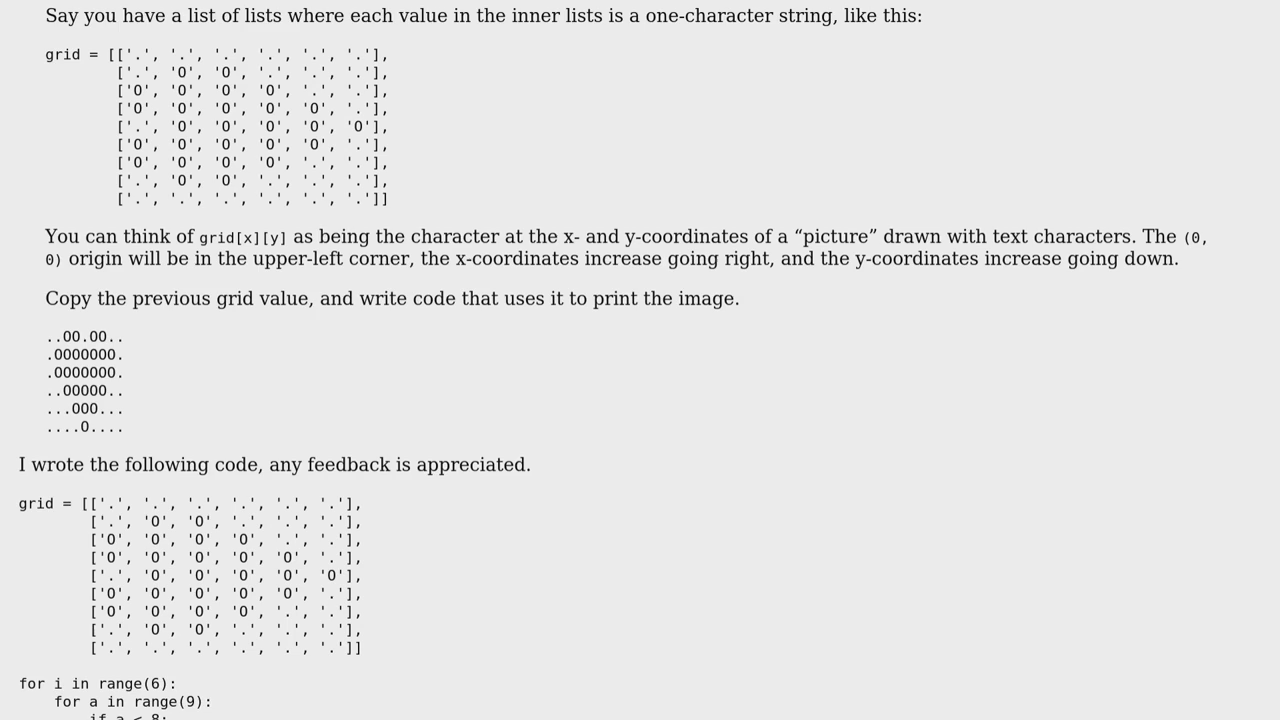 Say you have a list of lists where each value in the inner lists is a one-character string, like this:
grid = [['.', '.', '.', '.', '.', '.'],
['.', 'O', 'O', '.', '.', '.'],
['O', 'O', 'O', 'O', '.', '.'],
['O', 'O', 'O', 'O', 'O', '.'],
['.', 'O', 'O', 'O', 'O', 'O'],
['O', 'O', 'O', 'O', 'O', '.'],
['O', 'O', 'O', 'O', '.', '.'],
['.', 'O', 'O', '.', '.', '.'],
['.', '.', '.', '.', '.', '.']]
You can think of grid[x][y] as being the character at the x- and y-coordinates of a “picture” drawn with text characters. The (0,
0) origin will be in the upper-left corner, the x-coordinates increase going right, and the y-coordinates increase going down.
Copy the previous grid value, and write code that uses it to print the image.
..OO.OO..
.OOOOOOO.
.OOOOOOO.
..OOOOO..
...OOO...
....O....
I wrote the following code, any feedback is appreciated.
grid = [['.', '.', '.', '.', '.', '.'],
['.', 'O', 'O', '.', '.', '.'],
['O', 'O', 'O', 'O', '.', '.'],
['O', 'O', 'O', 'O', 'O', '.'],
['.', 'O', 'O', 'O', 'O', 'O'],
['O', 'O', 'O', 'O', 'O', '.'],
['O', 'O', 'O', 'O', '.', '.'],
['.', 'O', 'O', '.', '.', '.'],
['.', '.', '.', '.', '.', '.']]
for i in range(6):
for a in range(9):
if a < 8: